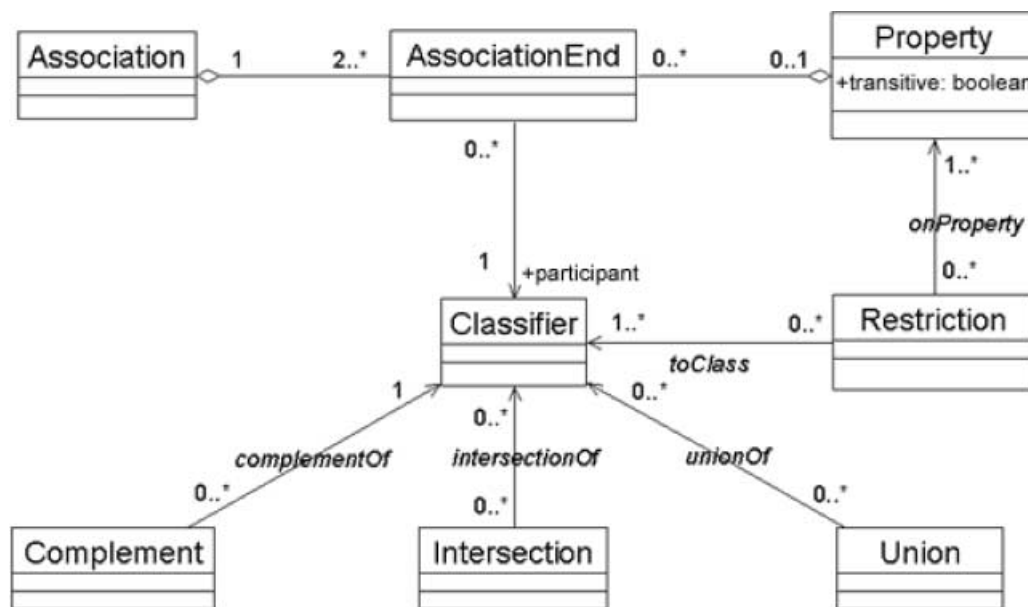 Association
1
2..*
AssociationEnd
0..*
0..1
Property
+transitive: boolean
0..*
1..*
onProperty
0..*
1
+participant
Classifier
1..*
0..*
Restriction
toClass
1
0..*
0..*
complementOf
intersectionOf
unionOf
0..*
0..*
0..*
Complement
Intersection
Union